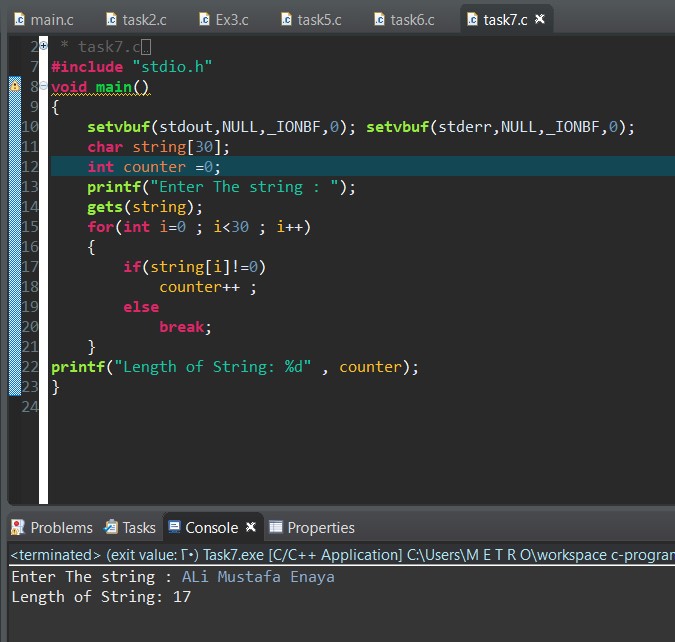 main.c task2.c Ex3.c task5.c task6.c task7.c
2 * task7.c
7 #include "stdio.h"
8 void main()
9 {
10 setvbuf(stdout,NULL,_IONBF,0); setvbuf(stderr,NULL,_IONBF,0);
11 char string[30];
12 int counter =0;
13 printf("Enter The string : ");
14 gets(string);
15 for(int i=0 ; i<30 ; i++)
16 {
17 if(string[i]!=0)
18 counter++ ;
19 else
20 break;
21 }
22 printf("Length of String: %d" , counter);
23 }
24
Problems Tasks Console Properties
<terminated> (exit value: Γ•) Task7.exe [C/C++ Application] C:\Users\M E T R O\workspace c-program
Enter The string : ALi Mustafa Enaya
Length of String: 17